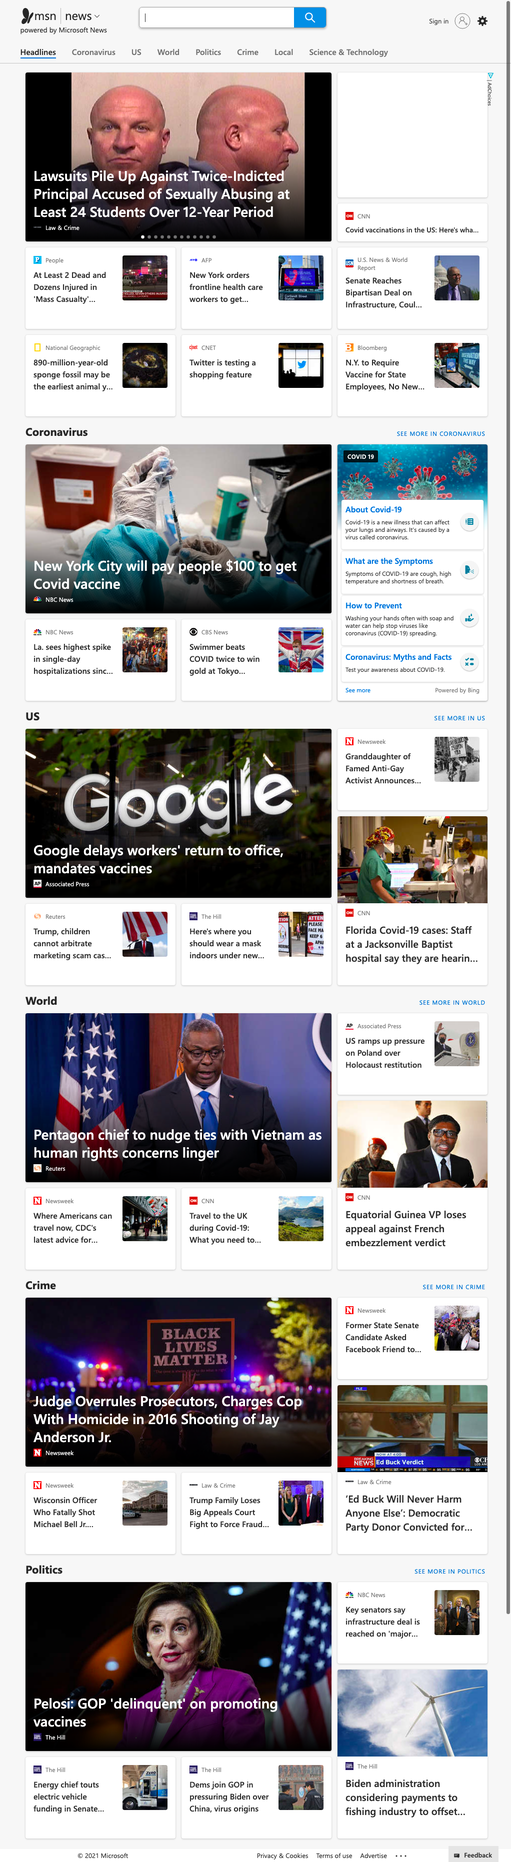 msn | news
powered by Microsoft News
Sign in
Headlines Coronavirus US World Politics Crime Local Science & Technology
Lawsuits Pile Up Against Twice-Indicted
Principal Accused of Sexually Abusing at
Least 24 Students Over 12-Year Period
Law & Crime
AdChoices
CNN
Covid vaccinations in the US: Here's wha...
People
At Least 2 Dead and
Dozens Injured in
'Mass Casualty'...
AFP
New York orders
frontline health care
workers to get...
U.S. News & World
Report
Senate Reaches
Bipartisan Deal on
Infrastructure, Coul...
National Geographic
890-million-year-old
sponge fossil may be
the earliest animal y...
CNET
Twitter is testing a
shopping feature
Bloomberg
N.Y. to Require
Vaccine for State
Employees, No New...
Coronavirus
SEE MORE IN CORONAVIRUS
New York City will pay people $100 to get
Covid vaccine
NBC News
COVID 19
About Covid-19
Covid-19 is a new illness that can affect
your lungs and airways. It's caused by a
virus called coronavirus.
What are the Symptoms
Symptoms of COVID-19 are cough, high
temperature and shortness of breath.
How to Prevent
Washing your hands often with soap and
water can help stop viruses like
coronavirus (COVID-19) spreading.
Coronavirus: Myths and Facts
Test your awareness about COVID-19.
See more
Powered by Bing
NBC News
La. sees highest spike
in single-day
hospitalizations sinc...
CBS News
Swimmer beats
COVID twice to win
gold at Tokyo...
US
SEE MORE IN US
Google
Google delays workers' return to office,
mandates vaccines
Associated Press
Newsweek
Granddaughter of
Famed Anti-Gay
Activist Announces...
CNN
Florida Covid-19 cases: Staff
at a Jacksonville Baptist
hospital say they are hearin...
Reuters
Trump, children
cannot arbitrate
marketing scam cas...
The Hill
Here's where you
should wear a mask
indoors under new...
World
SEE MORE IN WORLD
Pentagon chief to nudge ties with Vietnam as
human rights concerns linger
Reuters
Associated Press
US ramps up pressure
on Poland over
Holocaust restitution
CNN
Equatorial Guinea VP loses
appeal against French
embezzlement verdict
Newsweek
Where Americans can
travel now, CDC's
latest advice for...
CNN
Travel to the UK
during Covid-19:
What you need to...
Crime
SEE MORE IN CRIME
BLACK
LIVES
MATTER
Judge Overrules Prosecutors, Charges Cop
With Homicide in 2016 Shooting of Jay
Anderson Jr.
Newsweek
Newsweek
Former State Senate
Candidate Asked
Facebook Friend to...
BREAKING
NEWS
Ed Buck Verdict
Law & Crime
'Ed Buck Will Never Harm
Anyone Else': Democratic
Party Donor Convicted for...
Newsweek
Wisconsin Officer
Who Fatally Shot
Michael Bell Jr....
Law & Crime
Trump Family Loses
Big Appeals Court
Fight to Force Fraud...
Politics
SEE MORE IN POLITICS
Pelosi: GOP 'delinquent' on promoting
vaccines
The Hill
NBC News
Key senators say
infrastructure deal is
reached on 'major...
The Hill
Biden administration
considering payments to
fishing industry to offset...
The Hill
Energy chief touts
electric vehicle
funding in Senate...
The Hill
Dems join GOP in
pressuring Biden over
China, virus origins
© 2021 Microsoft
Privacy & Cookies Terms of use Advertise ...
Feedback